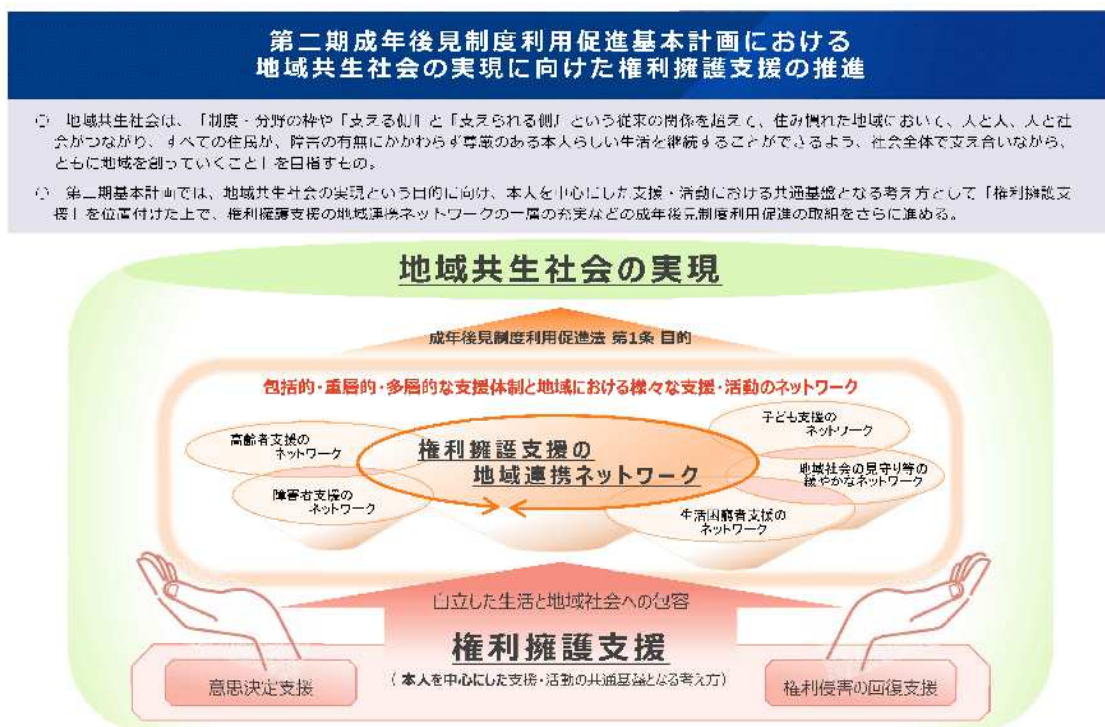 第二期成年後見制度利用促進基本計画における
地域共生社会の実現に向けた権利擁護支援の推進
○ 地域共生社会は、「制度・分野の枠や「支える側」と「支えられる側」という従来の関係を超えて、住み慣れた地域において、人と人、人と社
会がつながり、すべての住民が、障害の有無にかかわらず尊厳のある本人らしい生活を継続することができるよう、社会全体で支え合いながら、
ともに地域を創っていくこと」を目指すもの。
○ 第二期基本計画では、地域共生社会の実現という目的に向け、本人を中心にした支援・活動における共通基盤となる考え方として「権利擁護支
援」を位置付けた上で、権利擁護支援の地域連携ネットワークの一層の充実などの成年後見制度利用促進の取組をさらに進める。
地域共生社会の実現
成年後見制度利用促進法 第1条 目的
包括的・重層的・多層的な支援体制と地域における様々な支援・活動のネットワーク
高齢者支援の
ネットワーク
障害者支援の
ネットワーク
権利擁護支援の
地域連携ネットワーク
子ども支援の
ネットワーク
地域社会の見守り等の
緩やかなネットワーク
生活困窮者支援の
ネットワーク
自立した生活と地域社会への包容
権利擁護支援
（本人を中心にした支援・活動の共通基盤となる考え方）
意思決定支援
権利侵害の回復支援